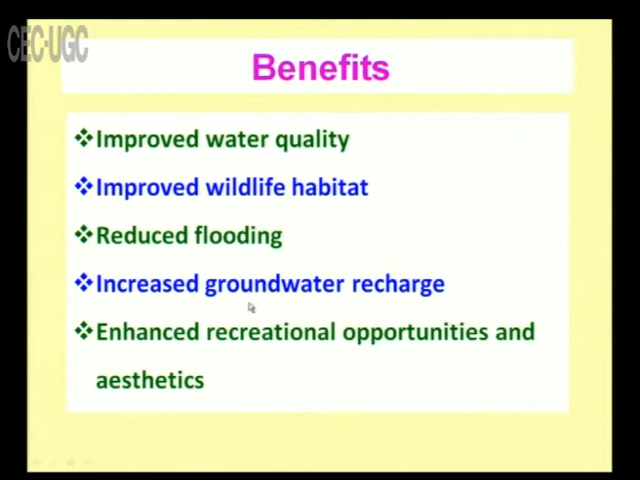 CEC-UGC
Benefits
❖Improved water quality
❖Improved wildlife habitat
❖Reduced flooding
❖Increased groundwater recharge
❖Enhanced recreational opportunities and
aesthetics